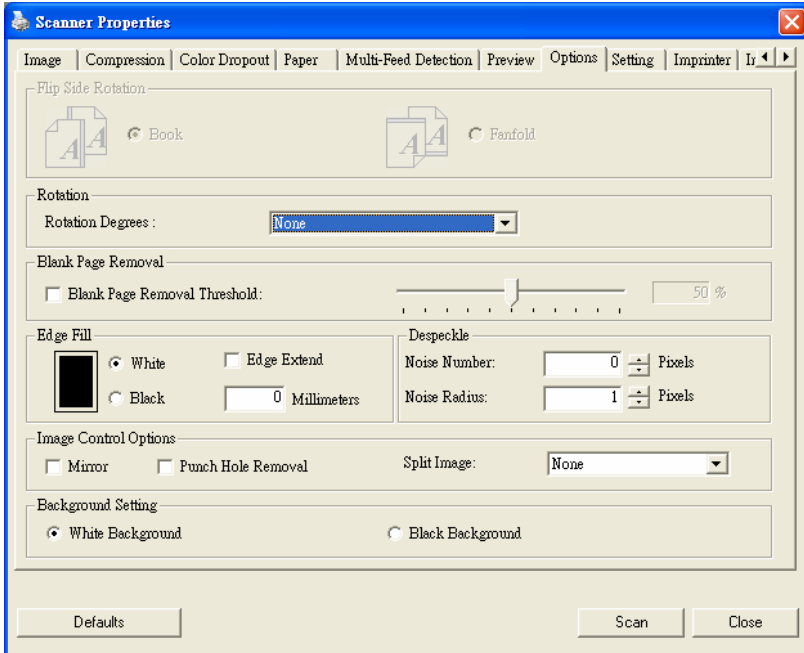 Scanner Properties
Image Compression Color Dropout Paper Multi-Feed Detection Preview Options Setting Imprinter
Flip Side Rotation
A A Book A A Fanfold
Rotation
Rotation Degrees : None
Blank Page Removal
Blank Page Removal Threshold: 50 %
Edge Fill Despeckle
White Edge Extend Noise Number: 0 Pixels
Black 0 Millimeters Noise Radius: 1 Pixels
Image Control Options
Mirror Punch Hole Removal Split Image: None
Background Setting
White Background Black Background
Defaults Scan Close